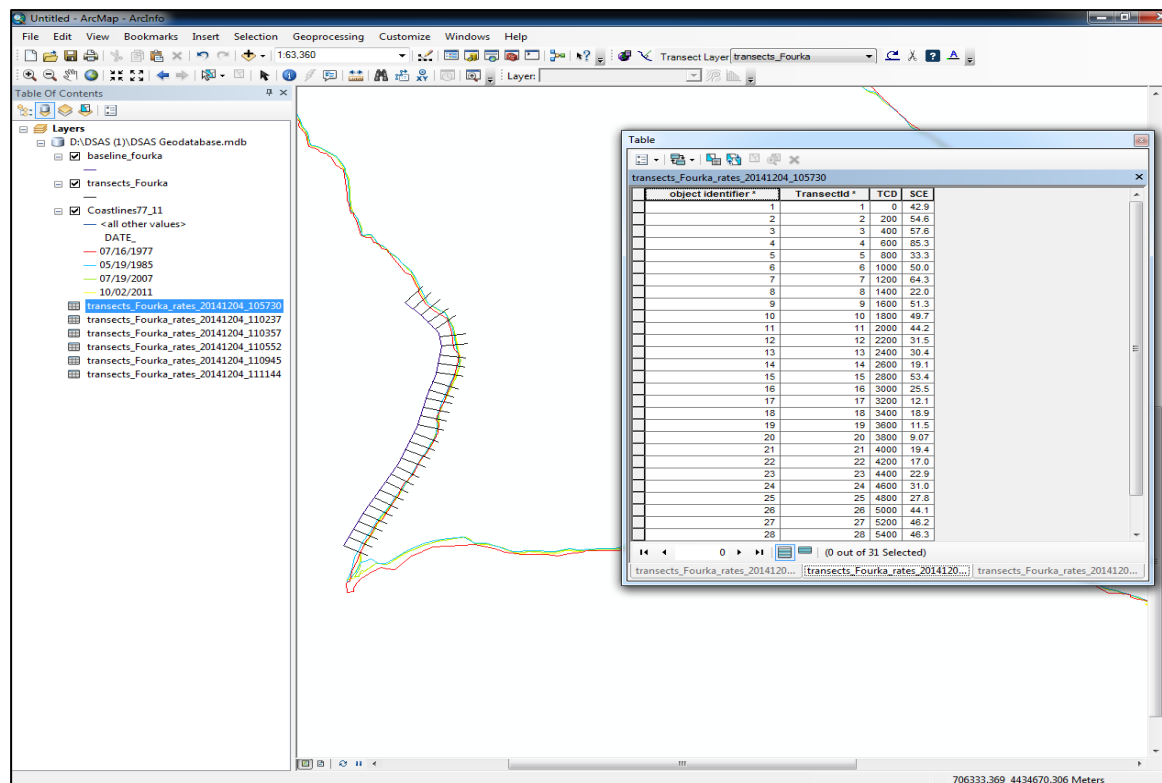 Untitled - ArcMap - ArcInfo
File Edit View Bookmarks Insert Selection Geoprocessing Customize Windows Help
1:63,360
Transect Layer transects_Fourka
Layer:
Table Of Contents
Layers
D:\DSAS (1)\DSAS Geodatabase.mdb
baseline_fourka
transects_Fourka
Coastlines77_11
<all other values>
DATE_
07/16/1977
05/19/1985
07/19/2007
10/02/2011
transects_Fourka_rates_20141204_105730
transects_Fourka_rates_20141204_110237
transects_Fourka_rates_20141204_110357
transects_Fourka_rates_20141204_110552
transects_Fourka_rates_20141204_110945
transects_Fourka_rates_20141204_111144
Table
transects_Fourka_rates_20141204_105730
object identifier * TransectId * TCD SCE
1 1 0 42.9
2 2 200 54.6
3 3 400 57.6
4 4 600 85.3
5 5 800 33.3
6 6 1000 50.0
7 7 1200 64.3
8 8 1400 22.0
9 9 1600 51.3
10 10 1800 49.7
11 11 2000 44.2
12 12 2200 31.5
13 13 2400 30.4
14 14 2600 19.1
15 15 2800 53.4
16 16 3000 25.5
17 17 3200 12.1
18 18 3400 18.9
19 19 3600 11.5
20 20 3800 9.07
21 21 4000 19.4
22 22 4200 17.0
23 23 4400 22.9
24 24 4600 31.0
25 25 4800 27.8
26 26 5000 44.1
27 27 5200 46.2
28 28 5400 46.3
0 (0 out of 31 Selected)
transects_Fourka_rates_2014120... transects_Fourka_rates_201420... transects_Fourka_rates_2014120...
706333,369 4434670,306 Meters